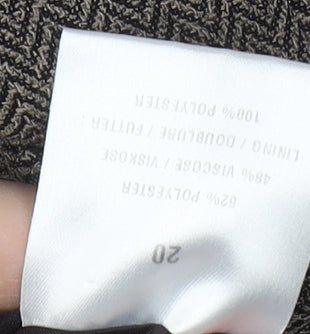 20
52% POLYESTER
48% VISCOSE / VISKOSE
LINING / DOUBLURE / FUTTER :
100% POLYESTER